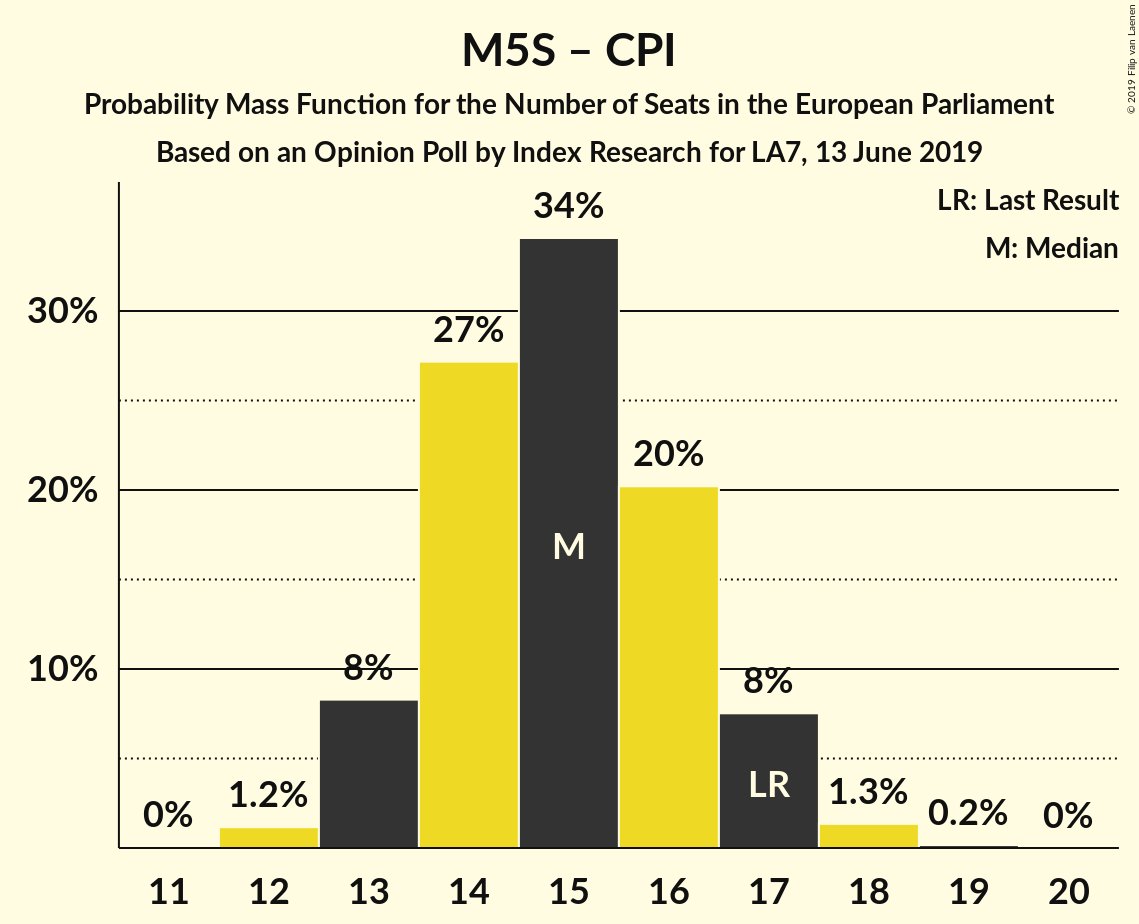 M5S – CPI
Probability Mass Function for the Number of Seats in the European Parliament
Based on an Opinion Poll by Index Research for LA7, 13 June 2019
© 2019 Filip van Laenen
LR: Last Result
M: Median
34%
30%
27%
20%
20%
M
10%
8%
8%
LR
0%
1.2%
1.3%
0.2%
0%
11 12 13 14 15 16 17 18 19 20